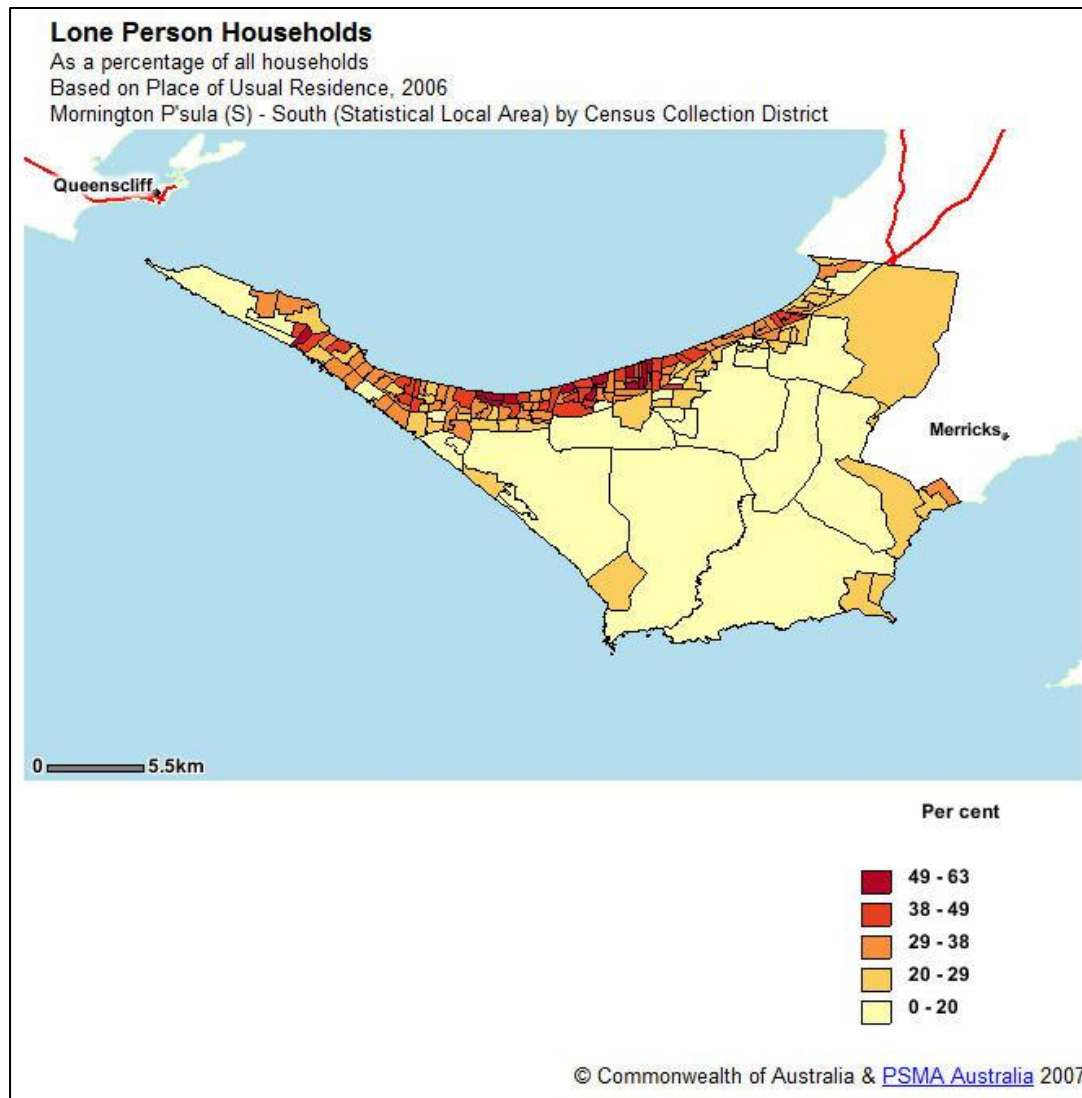 Lone Person Households
As a percentage of all households
Based on Place of Usual Residence, 2006
Mornington P'sula (S) - South (Statistical Local Area) by Census Collection District
Queenscliff
Merricks
0 5.5km
Per cent
49 - 63
38 - 49
29 - 38
20 - 29
0 - 20
© Commonwealth of Australia & PSMA Australia 2007